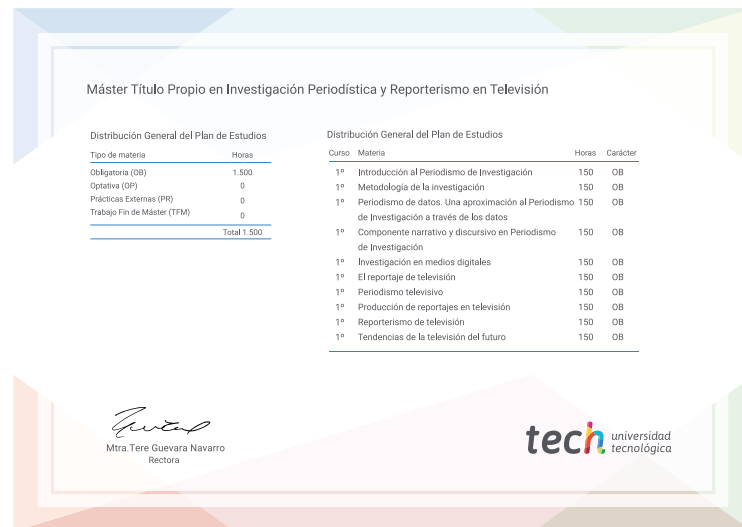 Máster Título Propio en Investigación Periodística y Reporterismo en Televisión
Distribución General del Plan de Estudios
Tipo de materia Horas
Obligatoria (OB) 1.500
Optativa (OP) 0
Prácticas Externas (PR) 0
Trabajo Fin de Máster (TFM) 0
Total 1.500
Distribución General del Plan de Estudios
Curso Materia Horas Carácter
1º Introducción al Periodismo de Investigación 150 OB
1º Metodología de la investigación 150 OB
1º Periodismo de datos. Una aproximación al Periodismo 150 OB
de Investigación a través de los datos
1º Componente narrativo y discursivo en Periodismo 150 OB
de Investigación
1º Investigación en medios digitales 150 OB
1º El reportaje de televisión 150 OB
1º Periodismo televisivo 150 OB
1º Producción de reportajes en televisión 150 OB
1º Reporterismo de televisión 150 OB
1º Tendencias de la televisión del futuro 150 OB
Mtra.Tere Guevara Navarro
Rectora
tech universidad
tecnológica